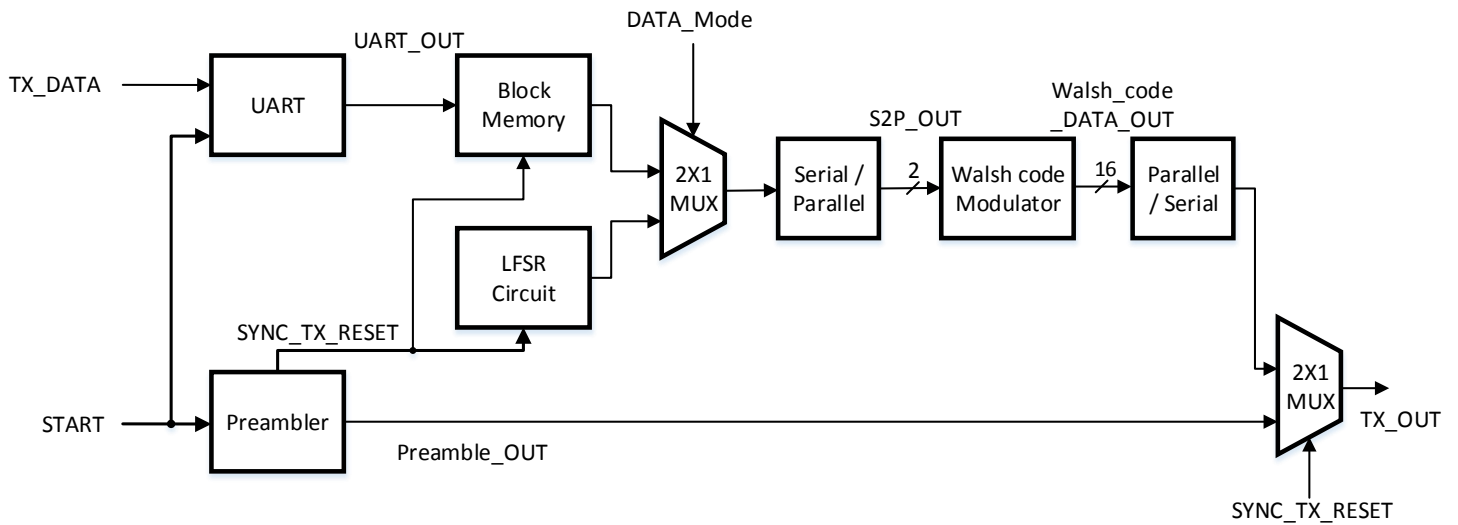 DATA_Mode
UART_OUT
TX_DATA
UART
Block
Memory
2X1
MUX
Serial /
Parallel
S2P_OUT
2
Walsh code
Modulator
Walsh_code
_DATA_OUT
16
Parallel
/ Serial
LFSR
Circuit
SYNC_TX_RESET
START
Preambler
Preamble_OUT
2X1
MUX
TX_OUT
SYNC_TX_RESET